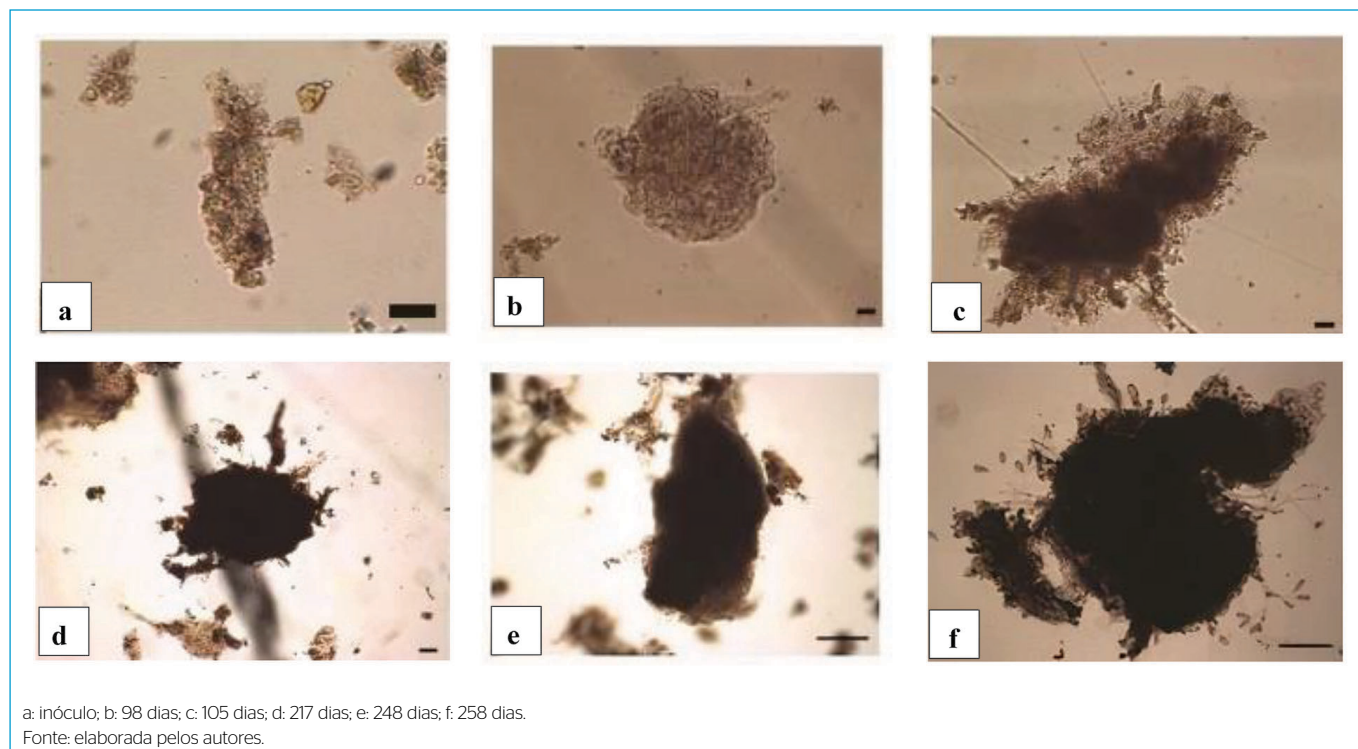 a
b
c
d
e
f
a: inóculo; b: 98 dias; c: 105 dias; d: 217 dias; e: 248 dias; f: 258 dias.
Fonte: elaborada pelos autores.